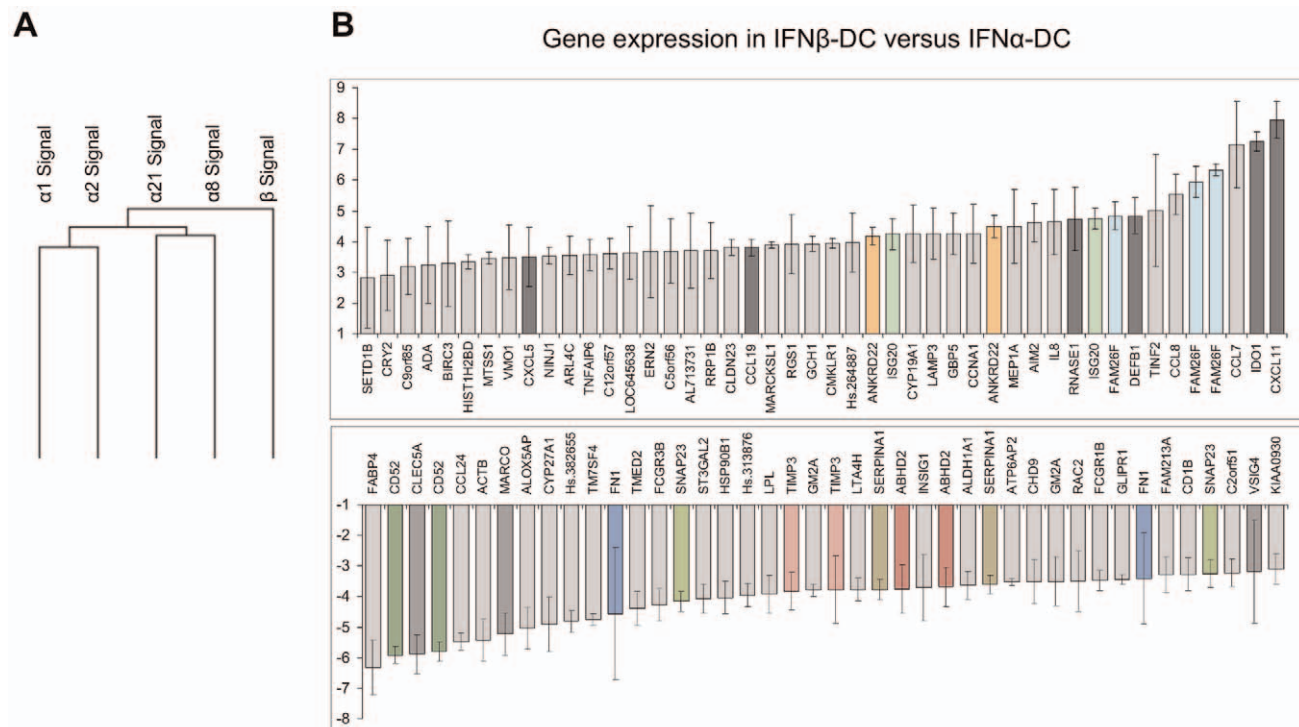 A
B
Gene expression in IFNβ-DC versus IFNα-DC
α1 Signal
α2 Signal
α21 Signal
α8 Signal
β Signal
9
8
7
6
5
4
3
2
1
SETD1B
CRY2
C9orf85
ADA
BIRC3
HIST1H2BD
MTSS1
VMO1
CXCL5
NINJ1
ARL4C
TNFAIP6
C12orf57
LOC645638
ERN2
C5orf56
AL713731
RRP1B
CLDN23
CCL19
MARCKSL1
RGS1
GCH1
CMKLR1
Hs.264887
ANKRD22
ISG20
CYP19A1
LAMP3
GBP5
CCNA1
ANKRD22
MEP1A
AIM2
IL8
RNASE1
ISG20
FAM26F
DEFB1
TINF2
CCL8
FAM26F
FAM26F
CCL7
IDO1
CXCL11
FABP4
CD52
CLEC5A
CD52
CCL24
ACTB
MARCO
ALOX5AP
CYP27A1
Hs.382655
TM7SF4
FN1
TMED2
FCGR3B
SNAP23
ST3GAL2
HSP90B1
Hs.313876
LPL
TIMP3
GM2A
TIMP3
LTA4H
SERPINA1
ABHD2
INSIG1
ABHD2
ALDH1A1
SERPINA1
ATP6AP2
CHD9
GM2A
RAC2
FCGR1B
GLIPR1
FN1
FAM213A
CD1B
SNAP23
C2orf51
VSIG4
KIAA0930
-1
-2
-3
-4
-5
-6
-7
-8